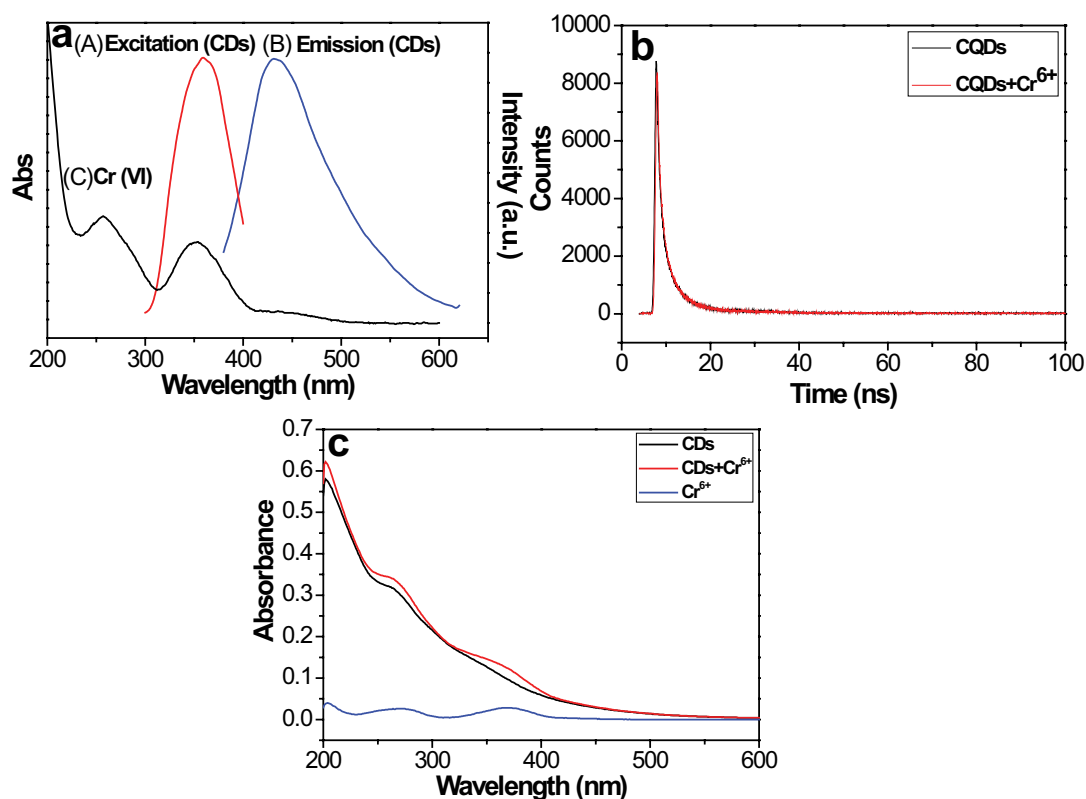 a (A) Excitation (CDs) (B) Emission (CDs)
(C) Cr (VI)
Abs
Intensity (a.u.)
200 300 400 500 600
Wavelength (nm)
b
CQDs
CQDs+Cr6+
10000
8000
6000
4000
2000
0
Counts
0 20 40 60 80 100
Time (ns)
c
CDs
CDs+Cr6+
Cr6+
0.7
0.6
0.5
0.4
0.3
0.2
0.1
0.0
Absorbance
200 300 400 500 600
Wavelength (nm)